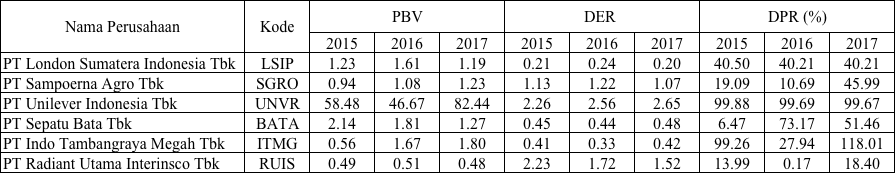 Nama Perusahaan Kode PBV DER DPR (%)
2015 2016 2017 2015 2016 2017 2015 2016 2017
PT London Sumatera Indonesia Tbk LSIP 1.23 1.61 1.19 0.21 0.24 0.20 40.50 40.21 40.21
PT Sampoerna Agro Tbk SGRO 0.94 1.08 1.23 1.13 1.22 1.07 19.09 10.69 45.99
PT Unilever Indonesia Tbk UNVR 58.48 46.67 82.44 2.26 2.56 2.65 99.88 99.69 99.67
PT Sepatu Bata Tbk BATA 2.14 1.81 1.27 0.45 0.44 0.48 6.47 73.17 51.46
PT Indo Tambangraya Megah Tbk ITMG 0.56 1.67 1.80 0.41 0.33 0.42 99.26 27.94 118.01
PT Radiant Utama Interinsco Tbk RUIS 0.49 0.51 0.48 2.23 1.72 1.52 13.99 0.17 18.40